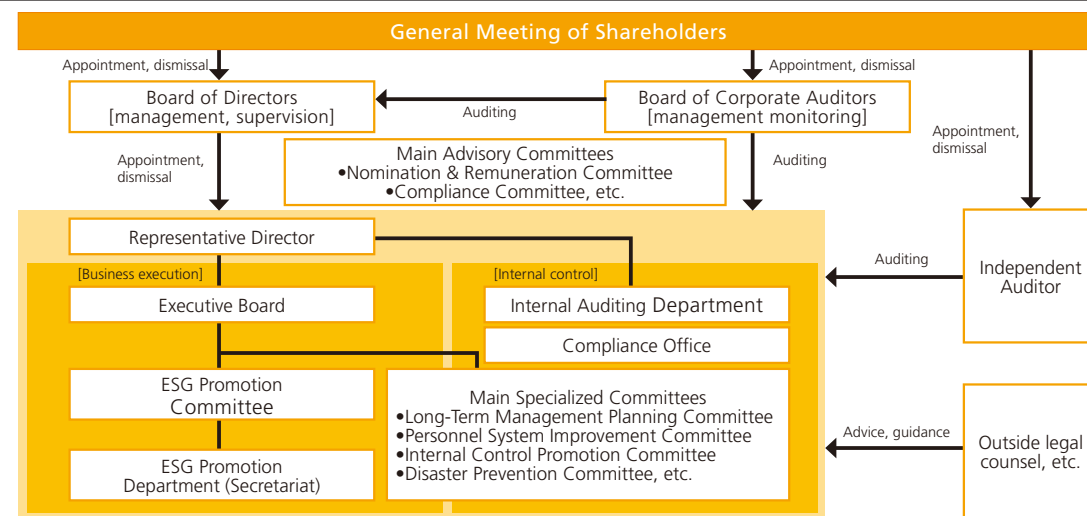 General Meeting of Shareholders
Appointment, dismissal
Appointment, dismissal
Board of Directors
[management, supervision]
Auditing
Board of Corporate Auditors
[management monitoring]
Appointment,
dismissal
Appointment,
dismissal
Main Advisory Committees
•Nomination & Remuneration Committee
•Compliance Committee, etc.
Auditing
Representative Director
[Business execution]
[Internal control]
Auditing
Independent
Auditor
Executive Board
Internal Auditing Department
Compliance Office
ESG Promotion
Committee
Main Specialized Committees
•Long-Term Management Planning Committee
•Personnel System Improvement Committee
•Internal Control Promotion Committee
•Disaster Prevention Committee, etc.
Advice, guidance
Outside legal
counsel, etc.
ESG Promotion
Department (Secretariat)